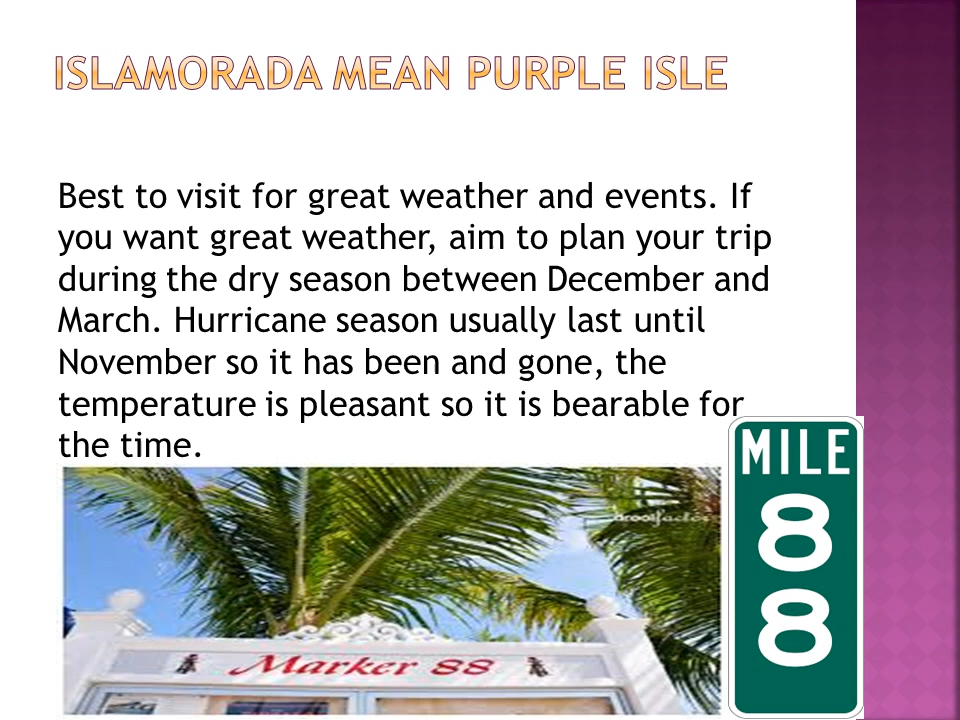 ISLAMORADA MEAN PURPLE ISLE
Best to visit for great weather and events. If
you want great weather, aim to plan your trip
during the dry season between December and
March. Hurricane season usually last until
November so it has been and gone, the
temperature is pleasant so it is bearable for
the time.
MILE
8
8
Marker 88